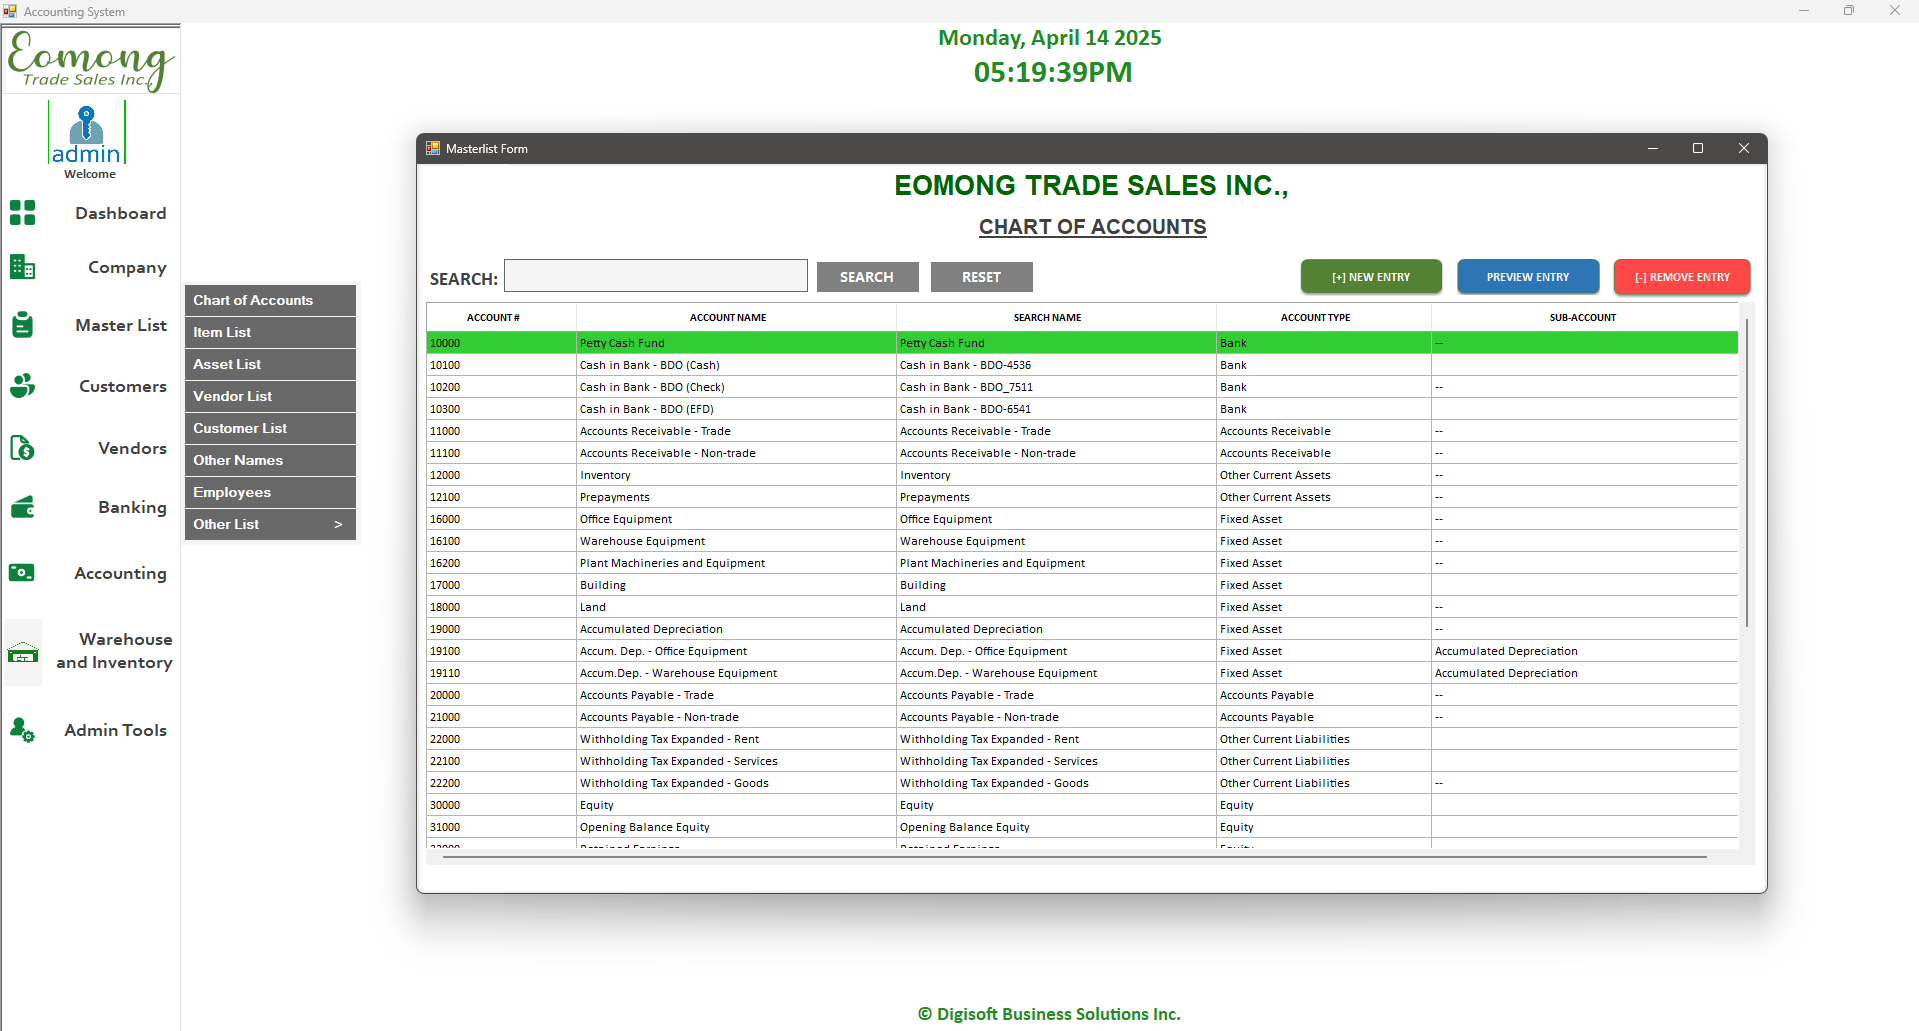 Accounting System
Eomong
Trade Sales Inc.,
admin
Welcome
Dashboard
Company
Master List
Customers
Vendors
Banking
Accounting
Warehouse
and Inventory
Admin Tools
Chart of Accounts
Item List
Asset List
Vendor List
Customer List
Other Names
Employees
Other List >
Monday, April 14 2025
05:19:39PM
Masterlist Form
EOMONG TRADE SALES INC.,
CHART OF ACCOUNTS
SEARCH: SEARCH RESET [+] NEW ENTRY PREVIEW ENTRY [-] REMOVE ENTRY
ACCOUNT # ACCOUNT NAME SEARCH NAME ACCOUNT TYPE SUB-ACCOUNT
10000 Petty Cash Fund Petty Cash Fund Bank --
10100 Cash in Bank - BDO (Cash) Cash in Bank - BDO-4536 Bank
10200 Cash in Bank - BDO (Check) Cash in Bank - BDO_7511 Bank --
10300 Cash in Bank - BDO (EFD) Cash in Bank - BDO-6541 Bank
11000 Accounts Receivable - Trade Accounts Receivable - Trade Accounts Receivable --
11100 Accounts Receivable - Non-trade Accounts Receivable - Non-trade Accounts Receivable --
12000 Inventory Inventory Other Current Assets --
12100 Prepayments Prepayments Other Current Assets --
16000 Office Equipment Office Equipment Fixed Asset --
16100 Warehouse Equipment Warehouse Equipment Fixed Asset --
16200 Plant Machineries and Equipment Plant Machineries and Equipment Fixed Asset --
17000 Building Building Fixed Asset
18000 Land Land Fixed Asset --
19000 Accumulated Depreciation Accumulated Depreciation Fixed Asset --
19100 Accum. Dep. - Office Equipment Accum. Dep. - Office Equipment Fixed Asset Accumulated Depreciation
19110 Accum.Dep. - Warehouse Equipment Accum.Dep. - Warehouse Equipment Fixed Asset Accumulated Depreciation
20000 Accounts Payable - Trade Accounts Payable - Trade Accounts Payable --
21000 Accounts Payable - Non-trade Accounts Payable - Non-trade Accounts Payable --
22000 Withholding Tax Expanded - Rent Withholding Tax Expanded - Rent Other Current Liabilities
22100 Withholding Tax Expanded - Services Withholding Tax Expanded - Services Other Current Liabilities
22200 Withholding Tax Expanded - Goods Withholding Tax Expanded - Goods Other Current Liabilities --
30000 Equity Equity Equity
31000 Opening Balance Equity Opening Balance Equity Equity
© Digisoft Business Solutions Inc.